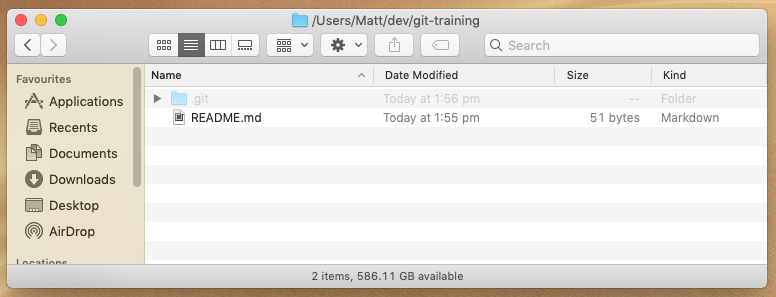 /Users/Matt/dev/git-training
Search
Favourites
Applications
Recents
Documents
Downloads
Desktop
AirDrop
Locations
Name Date Modified Size Kind
.git Today at 1:56 pm -- Folder
README.md Today at 1:55 pm 51 bytes Markdown
2 items, 586.11 GB available